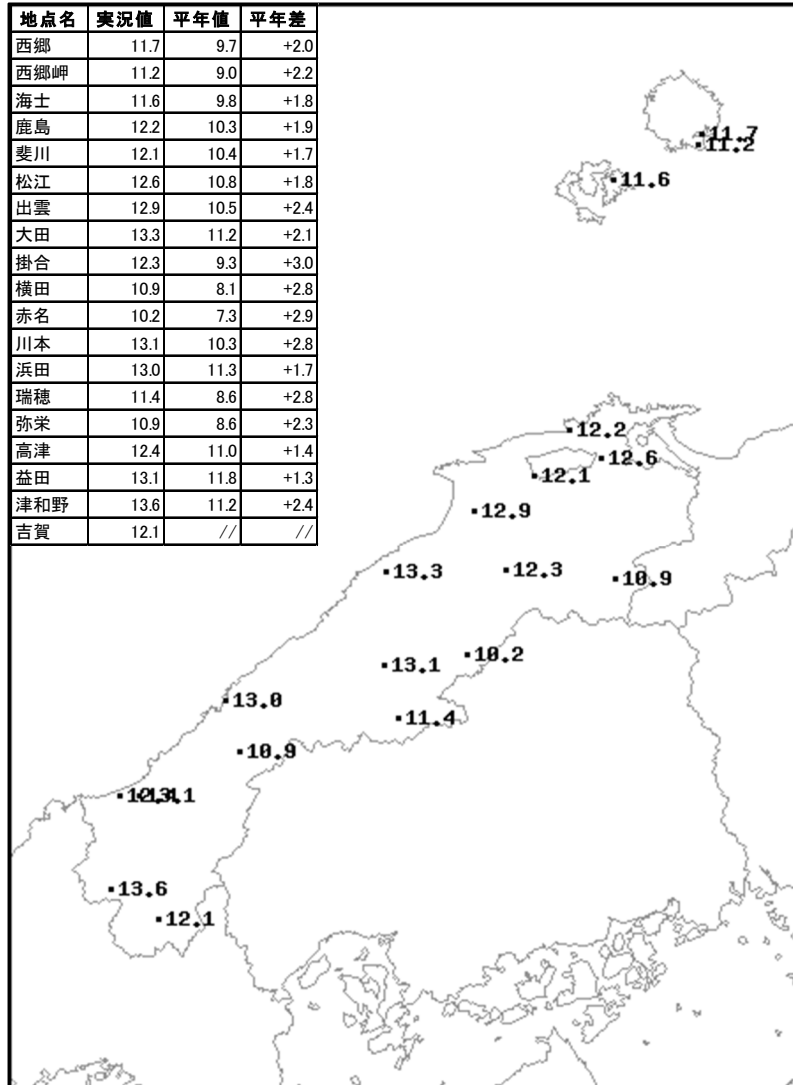 地点名 実況値 平年値 平年差
西郷 11.7 9.7 +2.0
西郷岬 11.2 9.0 +2.2
海士 11.6 9.8 +1.8
鹿島 12.2 10.3 +1.9
斐川 12.1 10.4 +1.7
松江 12.6 10.8 +1.8
出雲 12.9 10.5 +2.4
大田 13.3 11.2 +2.1
掛合 12.3 9.3 +3.0
横田 10.9 8.1 +2.8
赤名 10.2 7.3 +2.9
川本 13.1 10.3 +2.8
浜田 13.0 11.3 +1.7
瑞穂 11.4 8.6 +2.8
弥栄 10.9 8.6 +2.3
高津 12.4 11.0 +1.4
益田 13.1 11.8 +1.3
津和野 13.6 11.2 +2.4
吉賀 12.1 // //
11.7
11.2
11.6
12.2
12.6
12.1
12.9
13.3
12.3
10.9
10.2
13.1
13.0
11.4
10.9
12.4
13.1
13.6
12.1